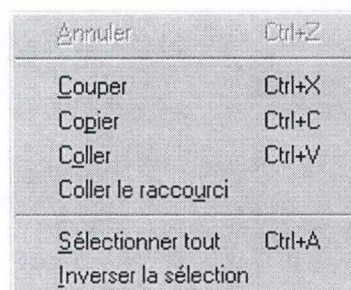 Annuler Ctrl+Z
Couper Ctrl+X
Copier Ctrl+C
Coller Ctrl+V
Coller le raccourci
Sélectionner tout Ctrl+A
Inverser la sélection